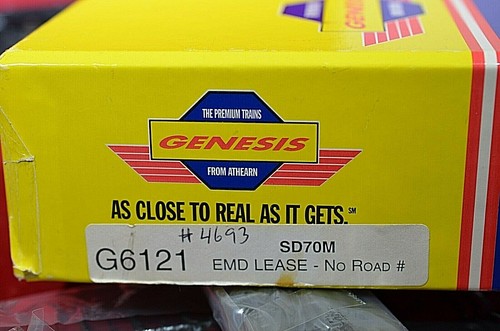 THE PREMIUM TRAINS
GENESIS
FROM ATHEARN
AS CLOSE TO REAL AS IT GETS.℠
# 4693
SD70M
G6121
EMD LEASE - NO ROAD #